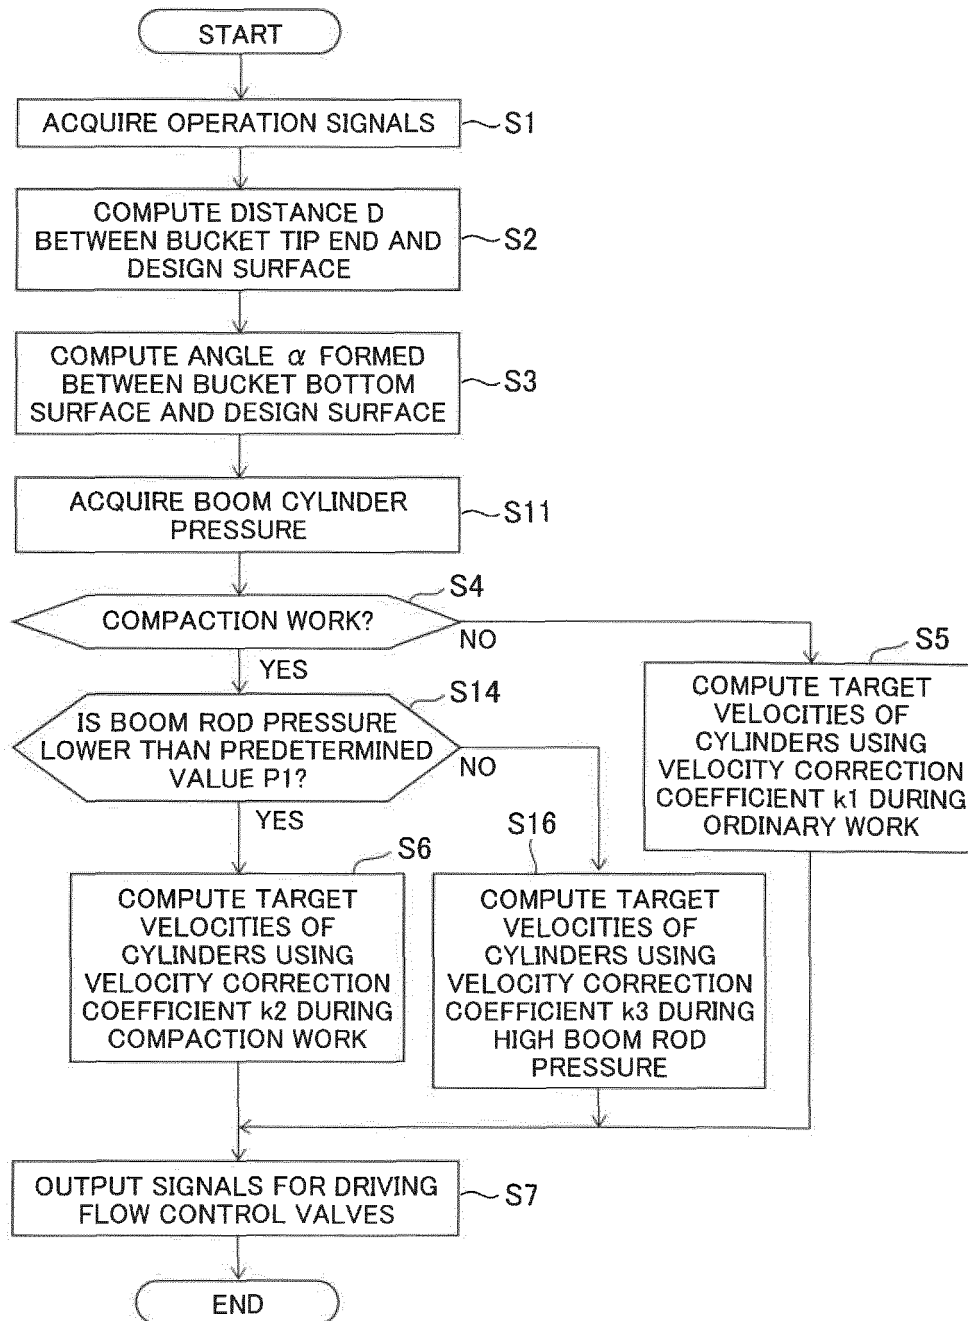 START
ACQUIRE OPERATION SIGNALS
S1
COMPUTE DISTANCE D
BETWEEN BUCKET TIP END AND
DESIGN SURFACE
S2
COMPUTE ANGLE α FORMED
BETWEEN BUCKET BOTTOM
SURFACE AND DESIGN SURFACE
S3
ACQUIRE BOOM CYLINDER
PRESSURE
S11
S4
COMPACTION WORK?
NO
YES
S5
COMPUTE TARGET
VELOCITIES OF
CYLINDERS USING
VELOCITY CORRECTION
COEFFICIENT k1 DURING
ORDINARY WORK
S14
IS BOOM ROD PRESSURE
LOWER THAN PREDETERMINED
VALUE P1?
NO
YES
S6
COMPUTE TARGET
VELOCITIES OF
CYLINDERS USING
VELOCITY CORRECTION
COEFFICIENT k2 DURING
COMPACTION WORK
S16
COMPUTE TARGET
VELOCITIES OF
CYLINDERS USING
VELOCITY CORRECTION
COEFFICIENT k3 DURING
HIGH BOOM ROD
PRESSURE
OUTPUT SIGNALS FOR DRIVING
FLOW CONTROL VALVES
S7
END